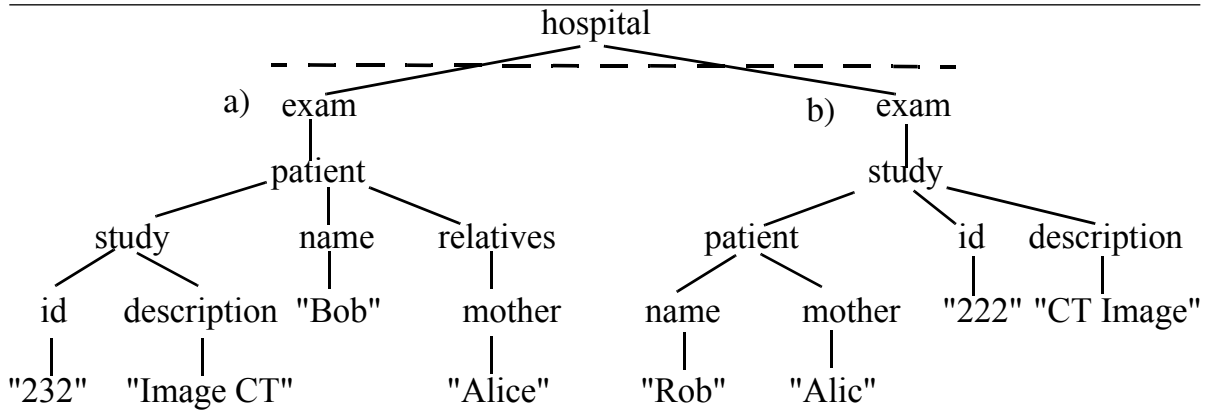 hospital
a) exam b) exam
patient study
study name relatives patient id description
id description "Bob" mother name mother "222" "CT Image"
"232" "Image CT" "Alice" "Rob" "Alic"